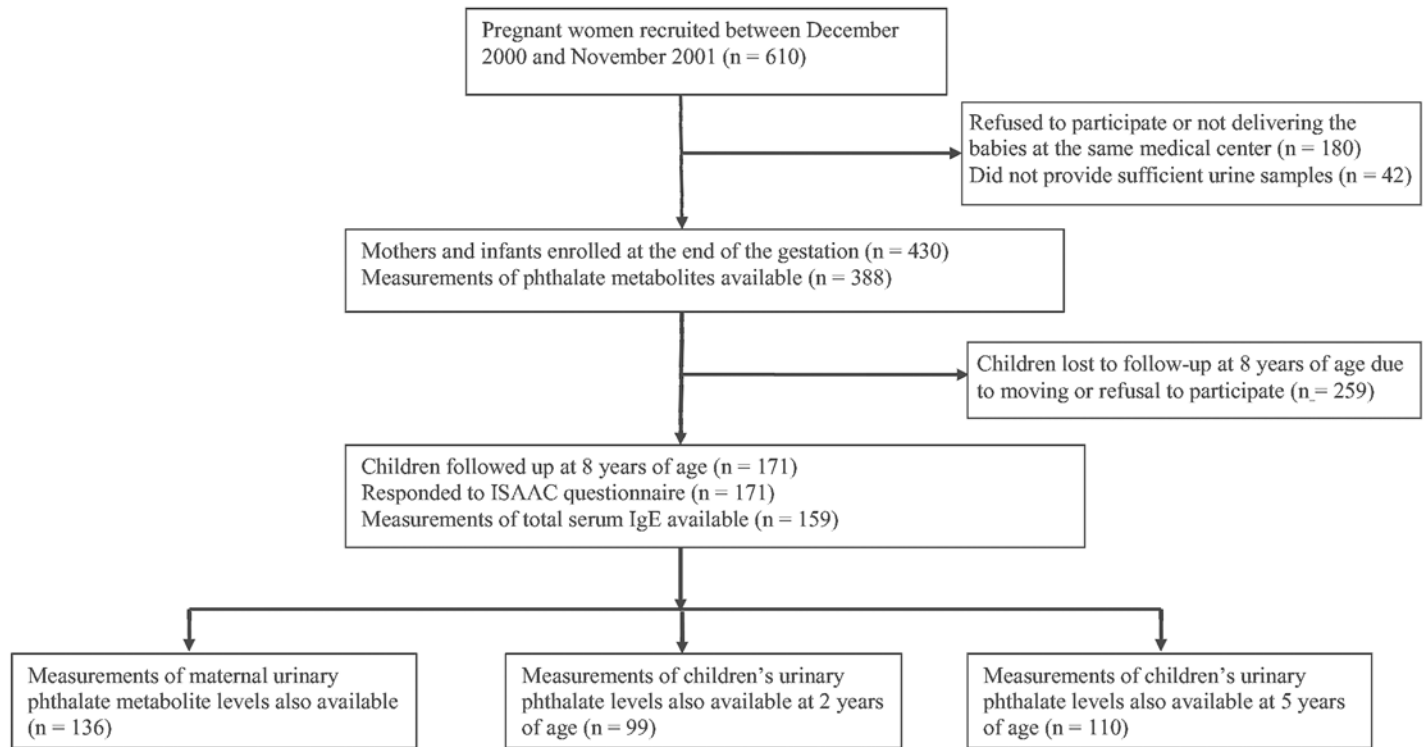 Pregnant women recruited between December
2000 and November 2001 (n = 610)
Refused to participate or not delivering the
babies at the same medical center (n = 180)
Did not provide sufficient urine samples (n = 42)
Mothers and infants enrolled at the end of the gestation (n = 430)
Measurements of phthalate metabolites available (n = 388)
Children lost to follow-up at 8 years of age due
to moving or refusal to participate (n = 259)
Children followed up at 8 years of age (n = 171)
Responded to ISAAC questionnaire (n = 171)
Measurements of total serum IgE available (n = 159)
Measurements of maternal urinary
phthalate metabolite levels also available
(n = 136)
Measurements of children's urinary
phthalate levels also available at 2 years
of age (n = 99)
Measurements of children's urinary
phthalate levels also available at 5 years
of age (n = 110)